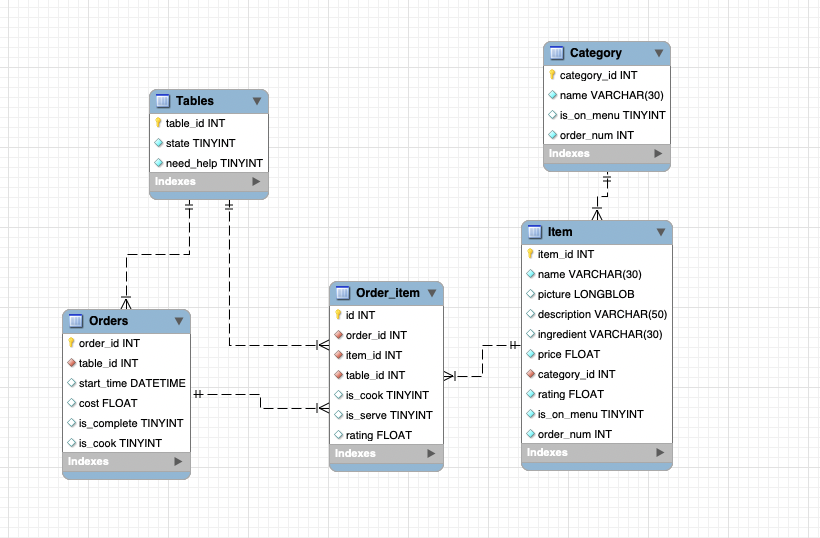 Category
category_id INT
name VARCHAR(30)
is_on_menu TINYINT
order_num INT
Indexes
Tables
table_id INT
state TINYINT
need_help TINYINT
Indexes
Item
item_id INT
name VARCHAR(30)
picture LONGBLOB
description VARCHAR(50)
ingredient VARCHAR(30)
price FLOAT
category_id INT
rating FLOAT
is_on_menu TINYINT
order_num INT
Indexes
Order_item
id INT
order_id INT
item_id INT
table_id INT
is_cook TINYINT
is_serve TINYINT
rating FLOAT
Indexes
Orders
order_id INT
table_id INT
start_time DATETIME
cost FLOAT
is_complete TINYINT
is_cook TINYINT
Indexes